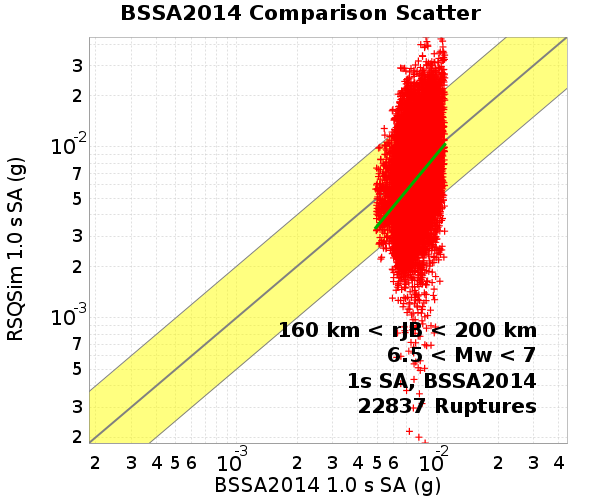 BSSA2014 Comparison Scatter
RSQSim 1.0 s SA (g)
3
2
10-2
7
5
3
2
10-3
7
5
3
2
160 km < rJB < 200 km
6.5 < Mw < 7
1s SA, BSSA2014
22837 Ruptures
2 3 4 5 6 10-3 2 3 4 5 6 10-2 2 3 4
BSSA2014 1.0 s SA (g)